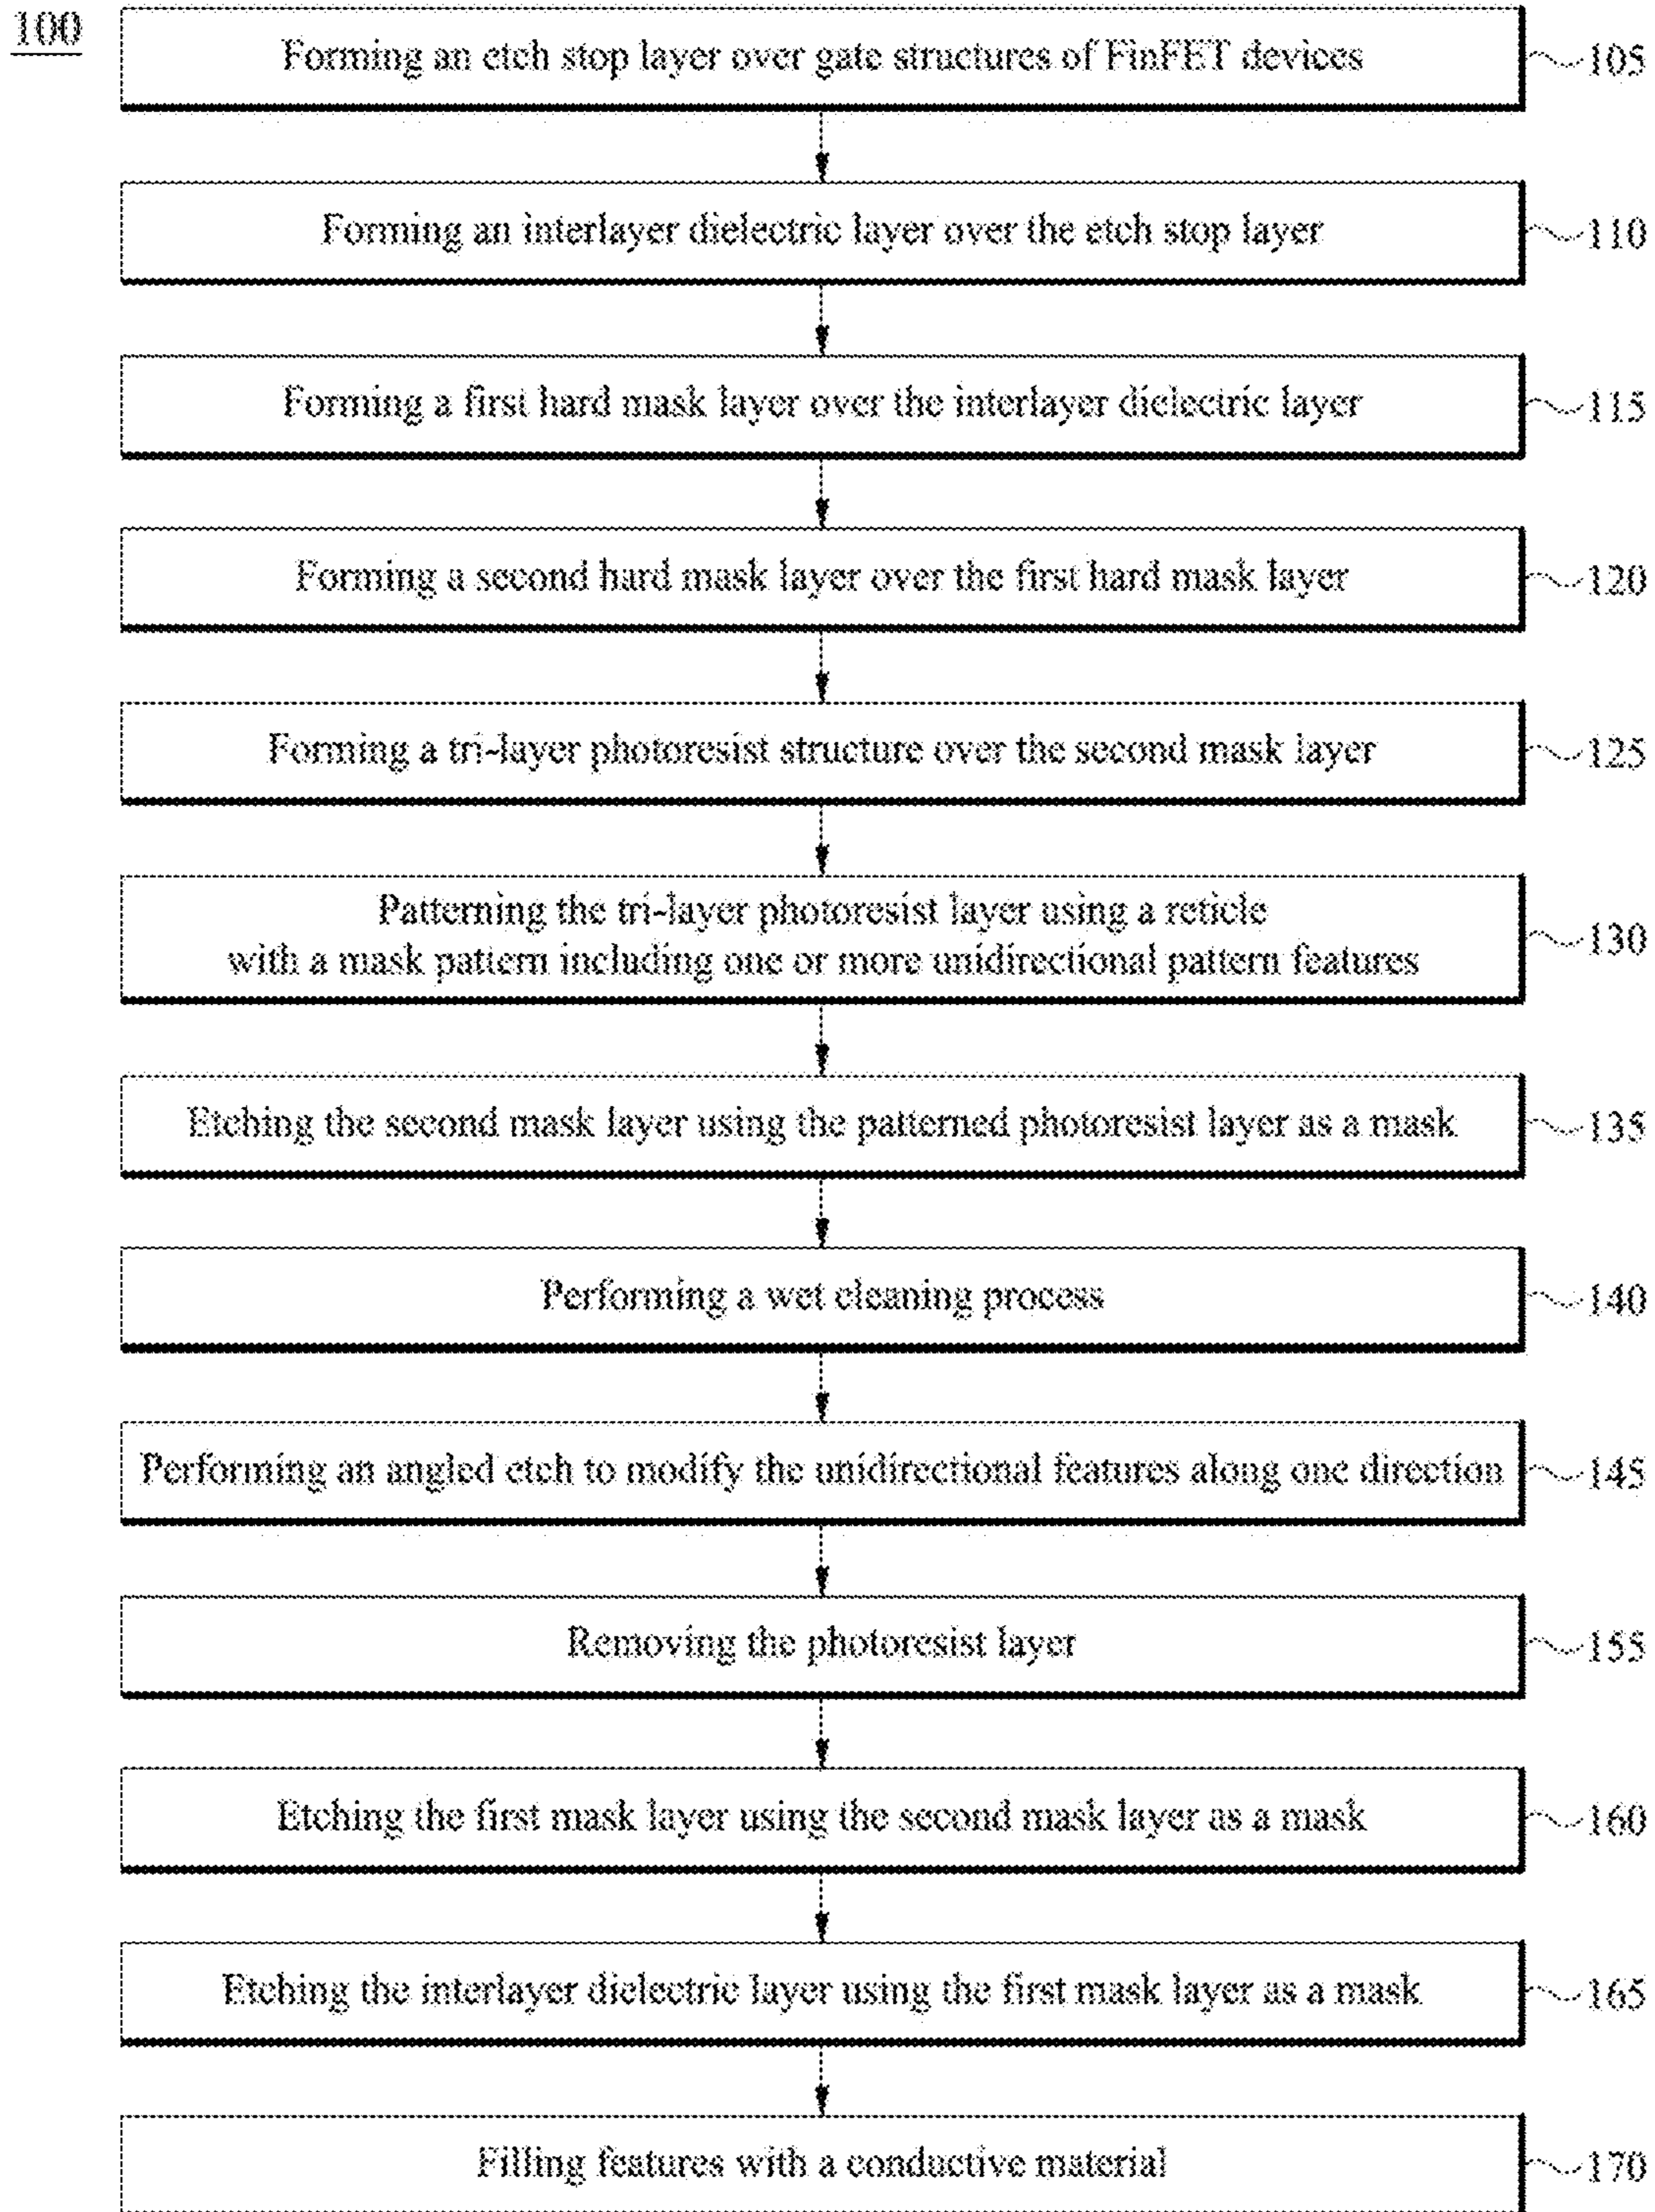 100
Forming an etch stop layer over gate structures of FinFET devices 105
Forming an interlayer dielectric layer over the etch stop layer 110
Forming a first hard mask layer over the interlayer dielectric layer 115
Forming a second hard mask layer over the first hard mask layer 120
Forming a tri-layer photoresist structure over the second mask layer 125
Patterning the tri-layer photoresist layer using a reticle
with a mask pattern including one or more unidirectional pattern features 130
Etching the second mask layer using the patterned photoresist layer as a mask 135
Performing a wet cleaning process 140
Performing an angled etch to modify the unidirectional features along one direction 145
Removing the photoresist layer 155
Etching the first mask layer using the second mask layer as a mask 160
Etching the interlayer dielectric layer using the first mask layer as a mask 165
Filling features with a conductive material 170